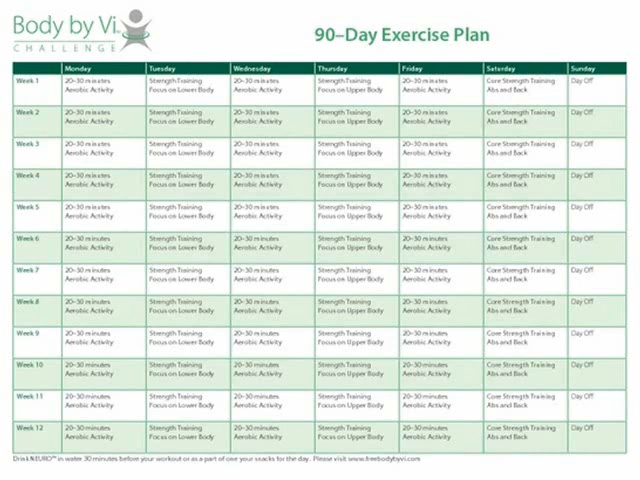 Body by Vi
CHALLENGE
90–Day Exercise Plan
Monday Tuesday Wednesday Thursday Friday Saturday Sunday
Week 1 20–30 minutes Strength Training 20–30 minutes Strength Training 20–30 minutes Core Strength Training Day Off
Aerobic Activity Focus on Lower Body Aerobic Activity Focus on Upper Body Aerobic Activity Abs and Back
Week 2 20–30 minutes Strength Training 20–30 minutes Strength Training 20–30 minutes Core Strength Training Day Off
Aerobic Activity Focus on Lower Body Aerobic Activity Focus on Upper Body Aerobic Activity Abs and Back
Week 3 20–30 minutes Strength Training 20–30 minutes Strength Training 20–30 minutes Core Strength Training Day Off
Aerobic Activity Focus on Lower Body Aerobic Activity Focus on Upper Body Aerobic Activity Abs and Back
Week 4 20–30 minutes Strength Training 20–30 minutes Strength Training 20–30 minutes Core Strength Training Day Off
Aerobic Activity Focus on Lower Body Aerobic Activity Focus on Upper Body Aerobic Activity Abs and Back
Week 5 20–30 minutes Strength Training 20–30 minutes Strength Training 20–30 minutes Core Strength Training Day Off
Aerobic Activity Focus on Lower Body Aerobic Activity Focus on Upper Body Aerobic Activity Abs and Back
Week 6 20–30 minutes Strength Training 20–30 minutes Strength Training 20–30 minutes Core Strength Training Day Off
Aerobic Activity Focus on Lower Body Aerobic Activity Focus on Upper Body Aerobic Activity Abs and Back
Week 7 20–30 minutes Strength Training 20–30 minutes Strength Training 20–30 minutes Core Strength Training Day Off
Aerobic Activity Focus on Lower Body Aerobic Activity Focus on Upper Body Aerobic Activity Abs and Back
Week 8 20–30 minutes Strength Training 20–30 minutes Strength Training 20–30 minutes Core Strength Training Day Off
Aerobic Activity Focus on Lower Body Aerobic Activity Focus on Upper Body Aerobic Activity Abs and Back
Week 9 20–30 minutes Strength Training 20–30 minutes Strength Training 20–30 minutes Core Strength Training Day Off
Aerobic Activity Focus on Lower Body Aerobic Activity Focus on Upper Body Aerobic Activity Abs and Back
Week 10 20–30 minutes Strength Training 20–30 minutes Strength Training 20–30 minutes Core Strength Training Day Off
Aerobic Activity Focus on Lower Body Aerobic Activity Focus on Upper Body Aerobic Activity Abs and Back
Week 11 20–30 minutes Strength Training 20–30 minutes Strength Training 20–30 minutes Core Strength Training Day Off
Aerobic Activity Focus on Lower Body Aerobic Activity Focus on Upper Body Aerobic Activity Abs and Back
Week 12 20–30 minutes Strength Training 20–30 minutes Strength Training 20–30 minutes Core Strength Training Day Off
Aerobic Activity Focus on Lower Body Aerobic Activity Focus on Upper Body Aerobic Activity Abs and Back
Drink NEURO™ in water 30 minutes before your workout or as a part of one your snacks for the day. Please visit www.freebodybyvi.com